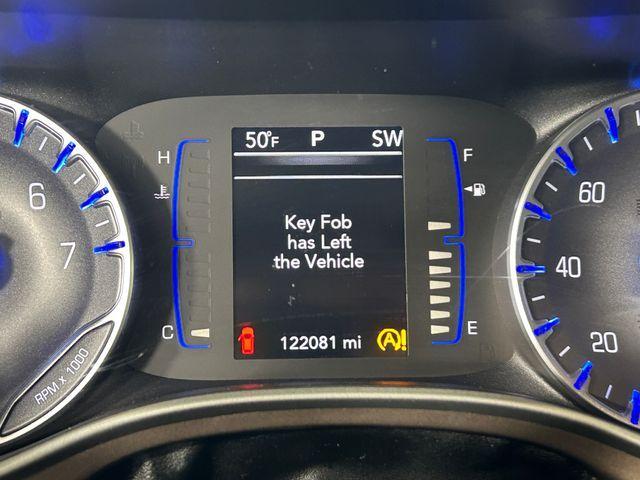 50°F P SW
H
F
6
7
60
Key Fob
has Left
the Vehicle
40
C
E
122081 mi
A!
20
RPM x 1000